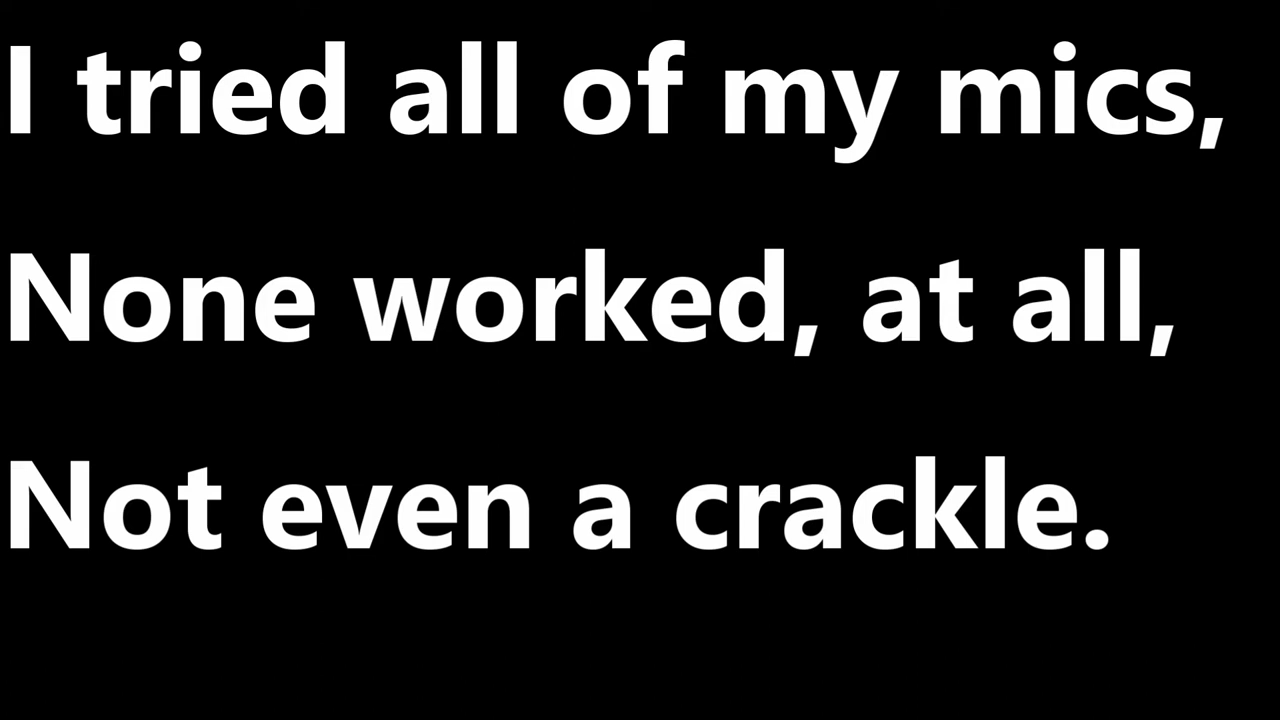 I tried all of my mics,
None worked, at all,
Not even a crackle.